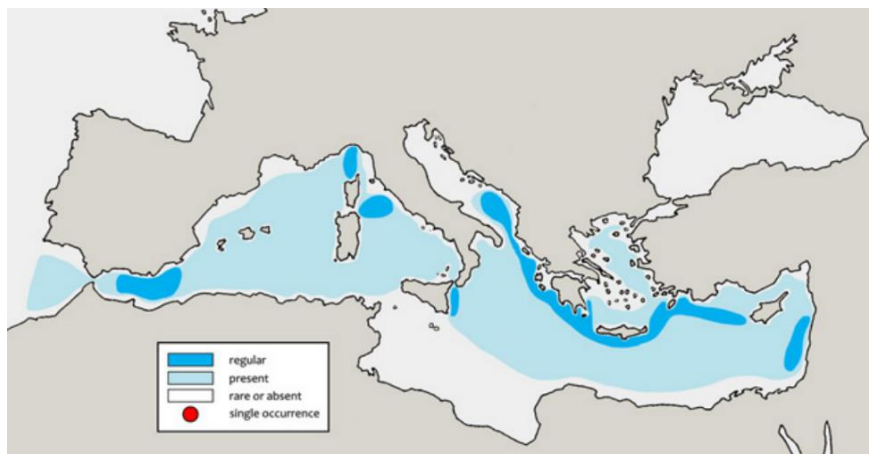 regular
present
rare or absent
single occurrence